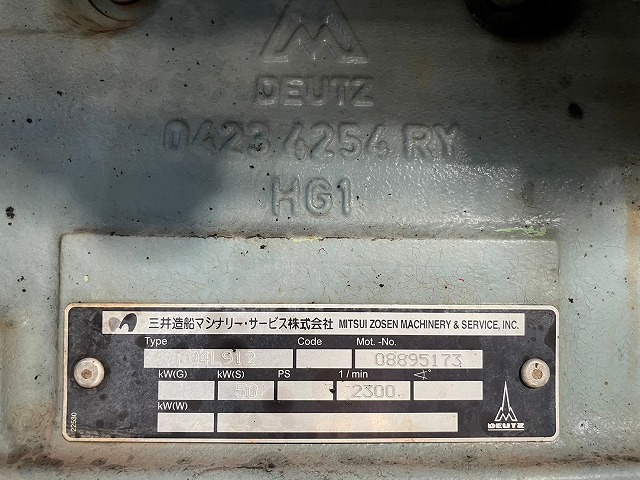 DEUTZ
0423 4254 RY
HG1
三井造船マシナリー・サービス株式会社 MITSUI ZOSEN MACHINERY & SERVICE, INC.
Type Code Mot.-No.
08895173
kW(G) kW(S) PS 1/min
50 2300
kW(W)
DEUTZ